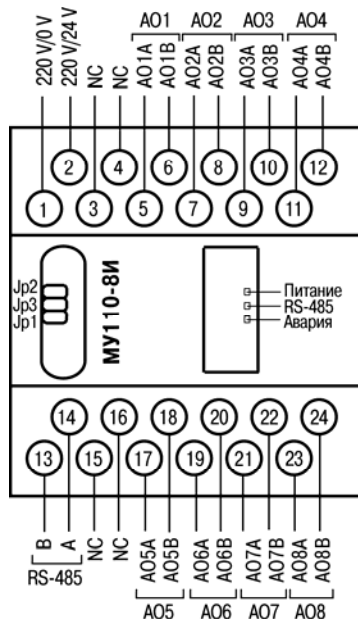 AO1 AO2 AO3 AO4
220 V/0 V
220 V/24 V
NC
NC
AO1A
AO1B
AO2A
AO2B
AO3A
AO3B
AO4A
AO4B
2 4 6 8 10 12
1 3 5 7 9 11
Jp2
Jp3
Jp1
МУ110-8И
Питание
RS-485
Авария
14 16 18 20 22 24
13 15 17 19 21 23
B
A
NC
NC
AO5A
AO5B
AO6A
AO6B
AO7A
AO7B
AO8A
AO8B
RS-485
AO5 AO6 AO7 AO8